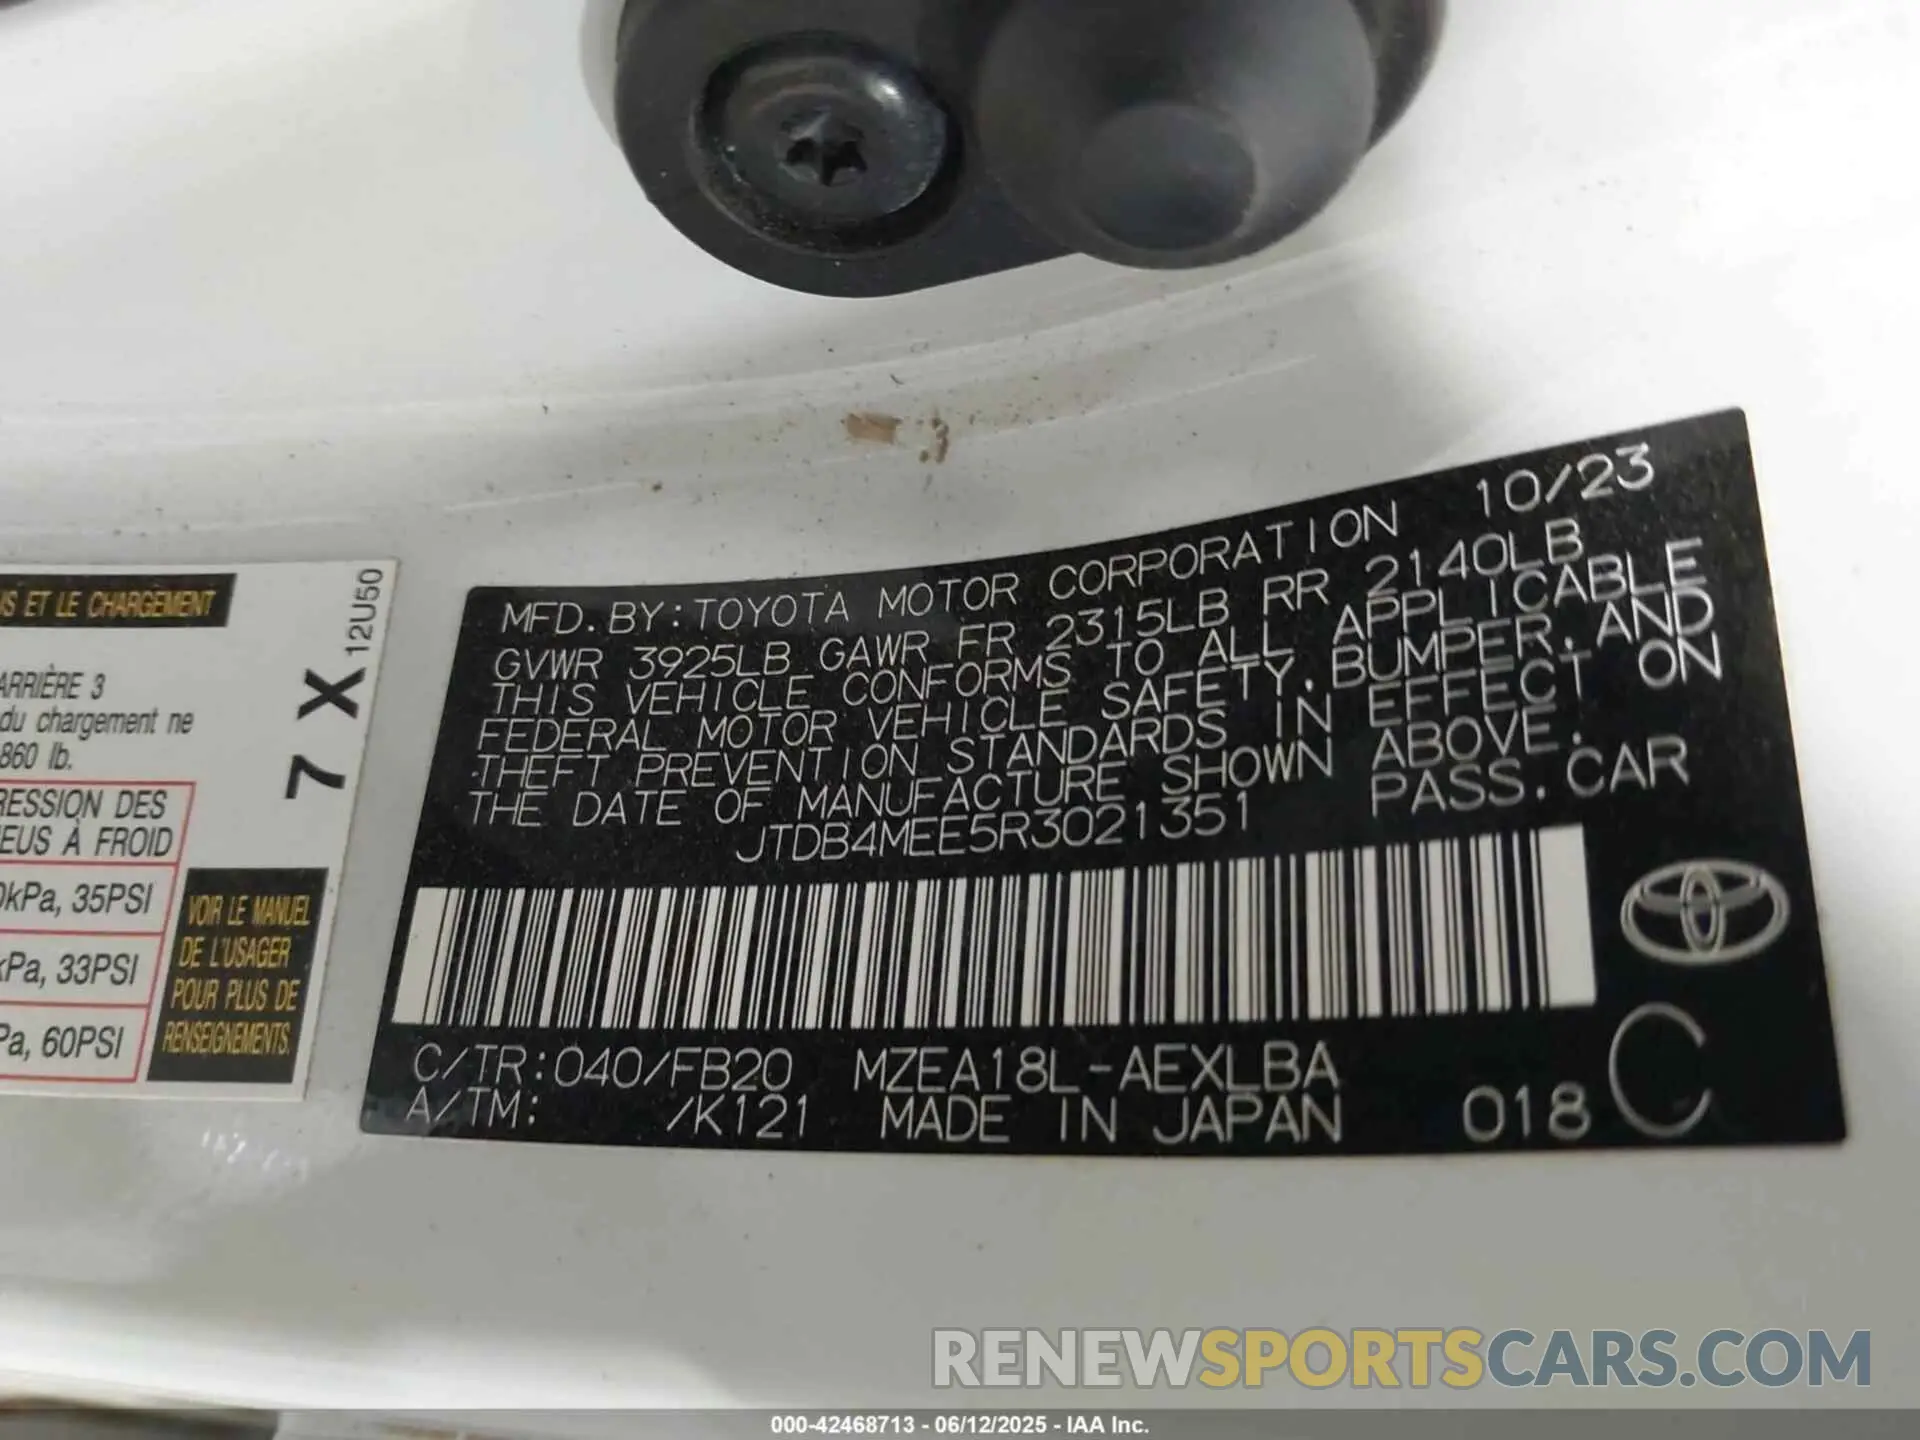 MFD. BY: TOYOTA MOTOR CORPORATION 10/23
GVWR 3925LB GAWR FR 2315LB RR 2140LB
THIS VEHICLE CONFORMS TO ALL APPLICABLE
FEDERAL MOTOR VEHICLE SAFETY, BUMPER, AND
THEFT PREVENTION STANDARDS IN EFFECT ON
THE DATE OF MANUFACTURE SHOWN ABOVE.
JTDB4MEE5R3021351 PASS. CAR
C/TR: 040/FB20 MZEA18L-AEXLBA
A/TM: /K121 MADE IN JAPAN 018 C
ET LE CHARGEMENT
12U50
7 X
ARRIÈRE 3
du chargement ne
860 lb.
RESSION DES
EUS À FROID
kPa, 35PSI
kPa, 33PSI
Pa, 60PSI
VOIR LE MANUEL
DE L'USAGER
POUR PLUS DE
RENSEIGNEMENTS.
RENEWSPORTSCARS.COM
000-42468713 - 06/12/2025 - IAA Inc.